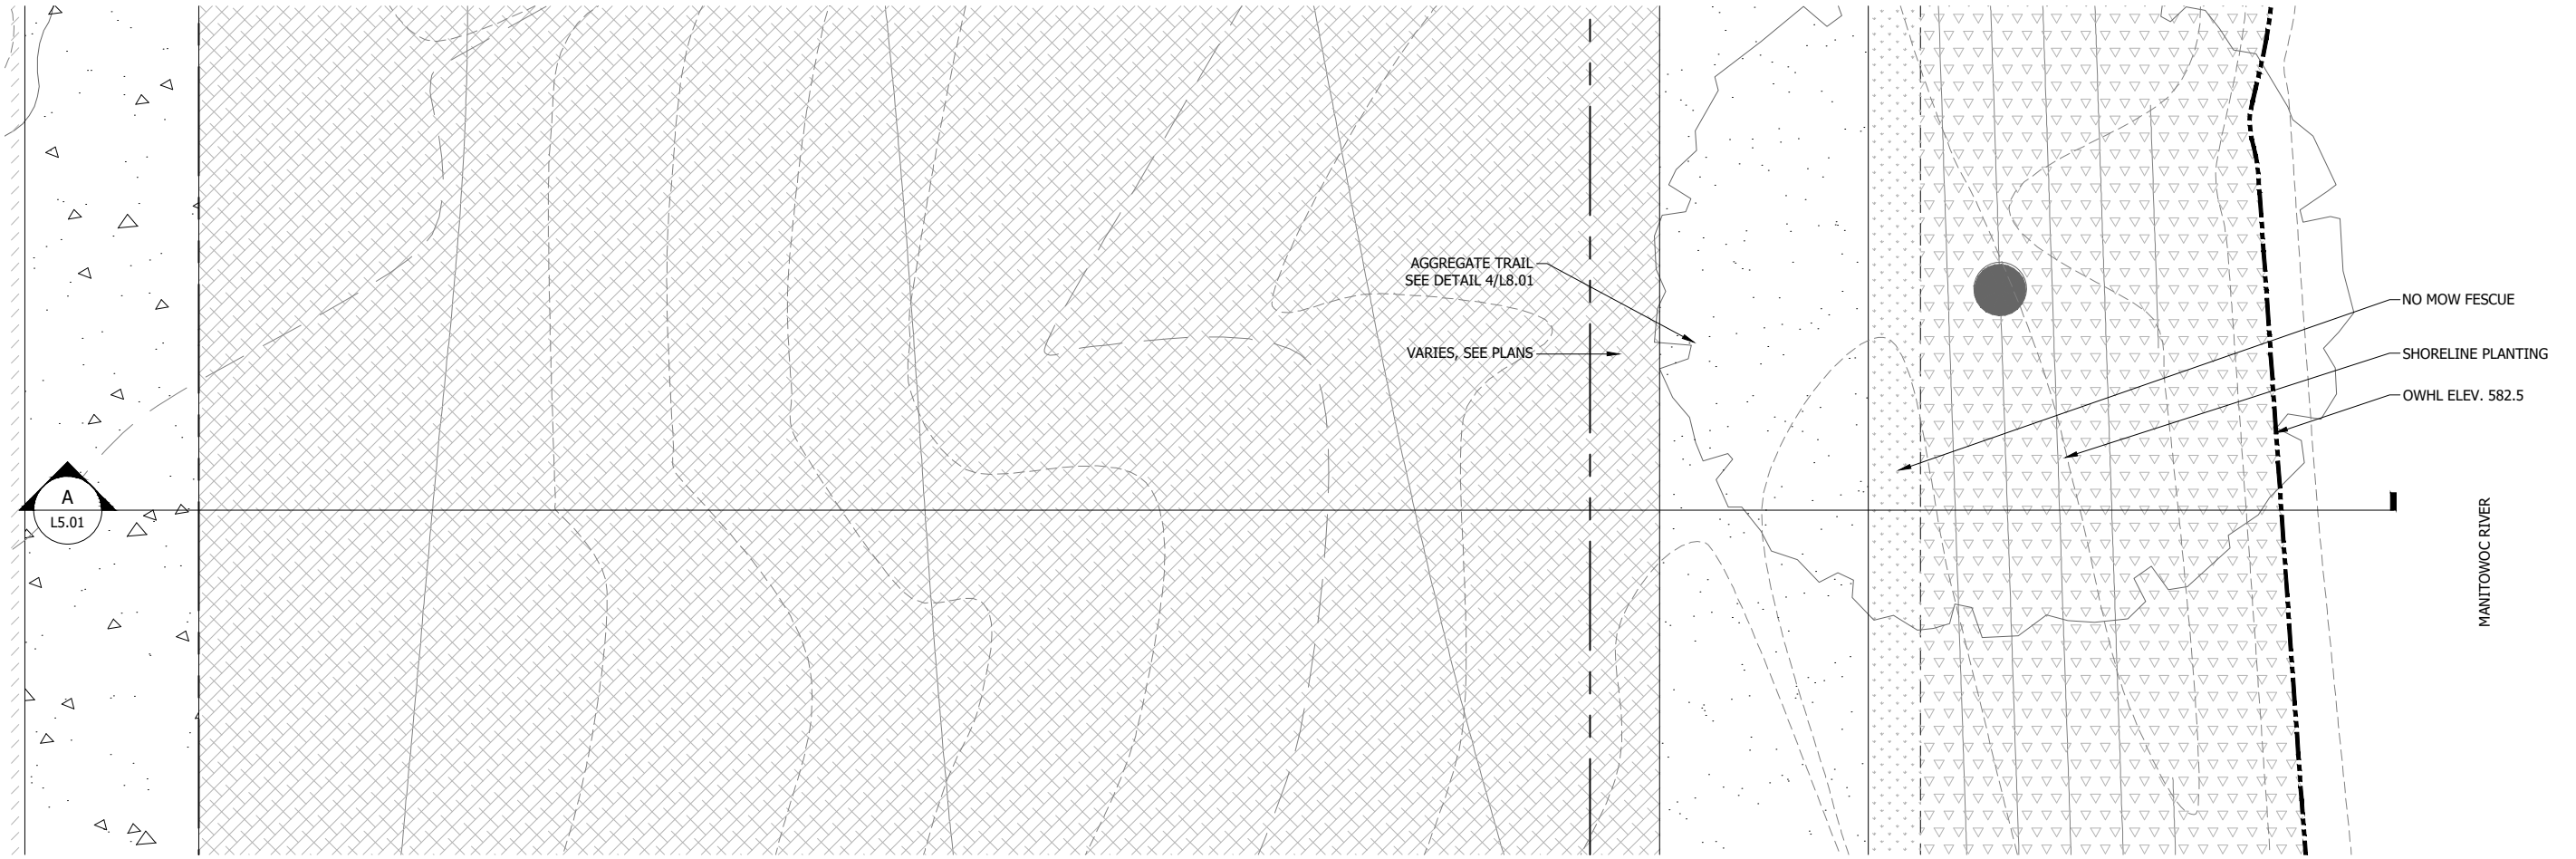 AGGREGATE TRAIL
SEE DETAIL 4/L8.01
VARIES, SEE PLANS
NO MOW FESCUE
SHORELINE PLANTING
OWHL ELEV. 582.5
A
L5.01
MANITOWOC RIVER